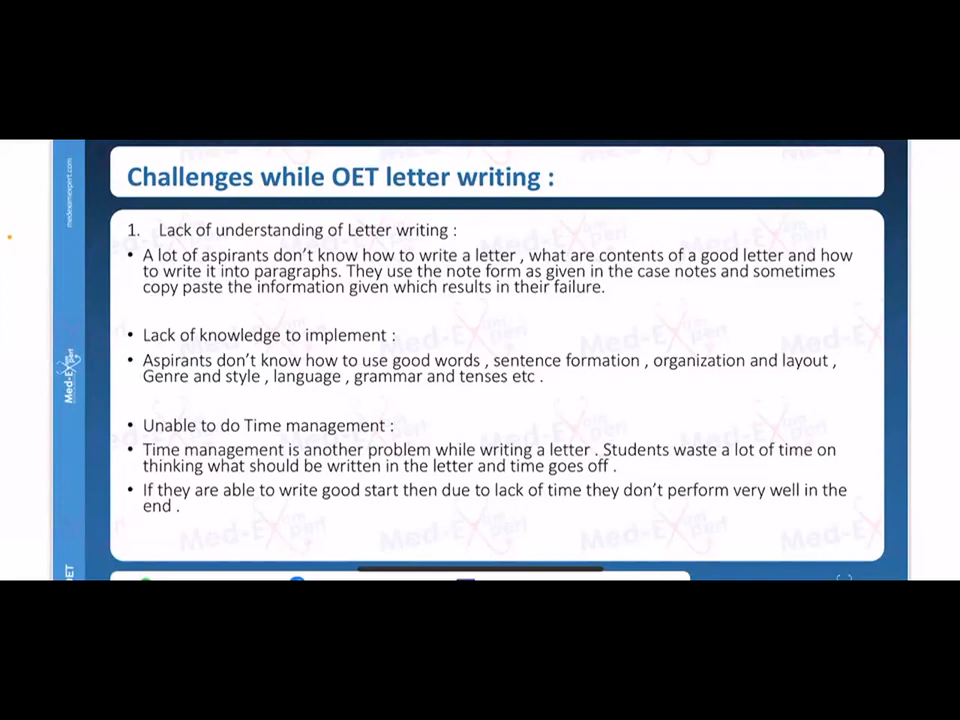 Challenges while OET letter writing :
1. Lack of understanding of Letter writing :
• A lot of aspirants don't know how to write a letter , what are contents of a good letter and how
to write it into paragraphs. They use the note form as given in the case notes and sometimes
copy paste the information given which results in their failure.
• Lack of knowledge to implement :
• Aspirants don't know how to use good words , sentence formation , organization and layout ,
Genre and style , language , grammar and tenses etc .
• Unable to do Time management :
• Time management is another problem while writing a letter . Students waste a lot of time on
thinking what should be written in the letter and time goes off .
• If they are able to write good start then due to lack of time they don't perform very well in the
end .
medexamexpert.com
Med-EXpert
OET